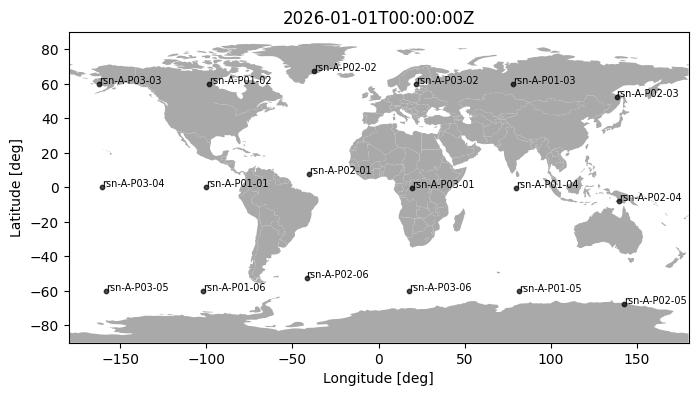 2026-01-01T00:00:00Z
80
60
40
20
0
−20
−40
−60
−80
Latitude [deg]
rsn-A-P02-02
rsn-A-P03-03
rsn-A-P01-02
rsn-A-P03-02
rsn-A-P01-03
rsn-A-P02-03
rsn-A-P02-01
rsn-A-P03-04
rsn-A-P01-01
rsn-A-P03-01
rsn-A-P01-04
rsn-A-P02-04
rsn-A-P02-06
rsn-A-P03-05
rsn-A-P01-06
rsn-A-P03-06
rsn-A-P01-05
rsn-A-P02-05
−150 −100 −50 0 50 100 150
Longitude [deg]